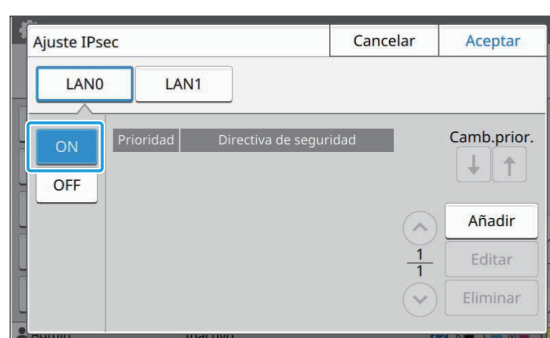 Ajuste IPsec
Cancelar
Aceptar
LAN0
LAN1
ON
OFF
Prioridad
Directiva de seguridad
Camb.prior.
Añadir
1
1
Editar
Eliminar
Admin